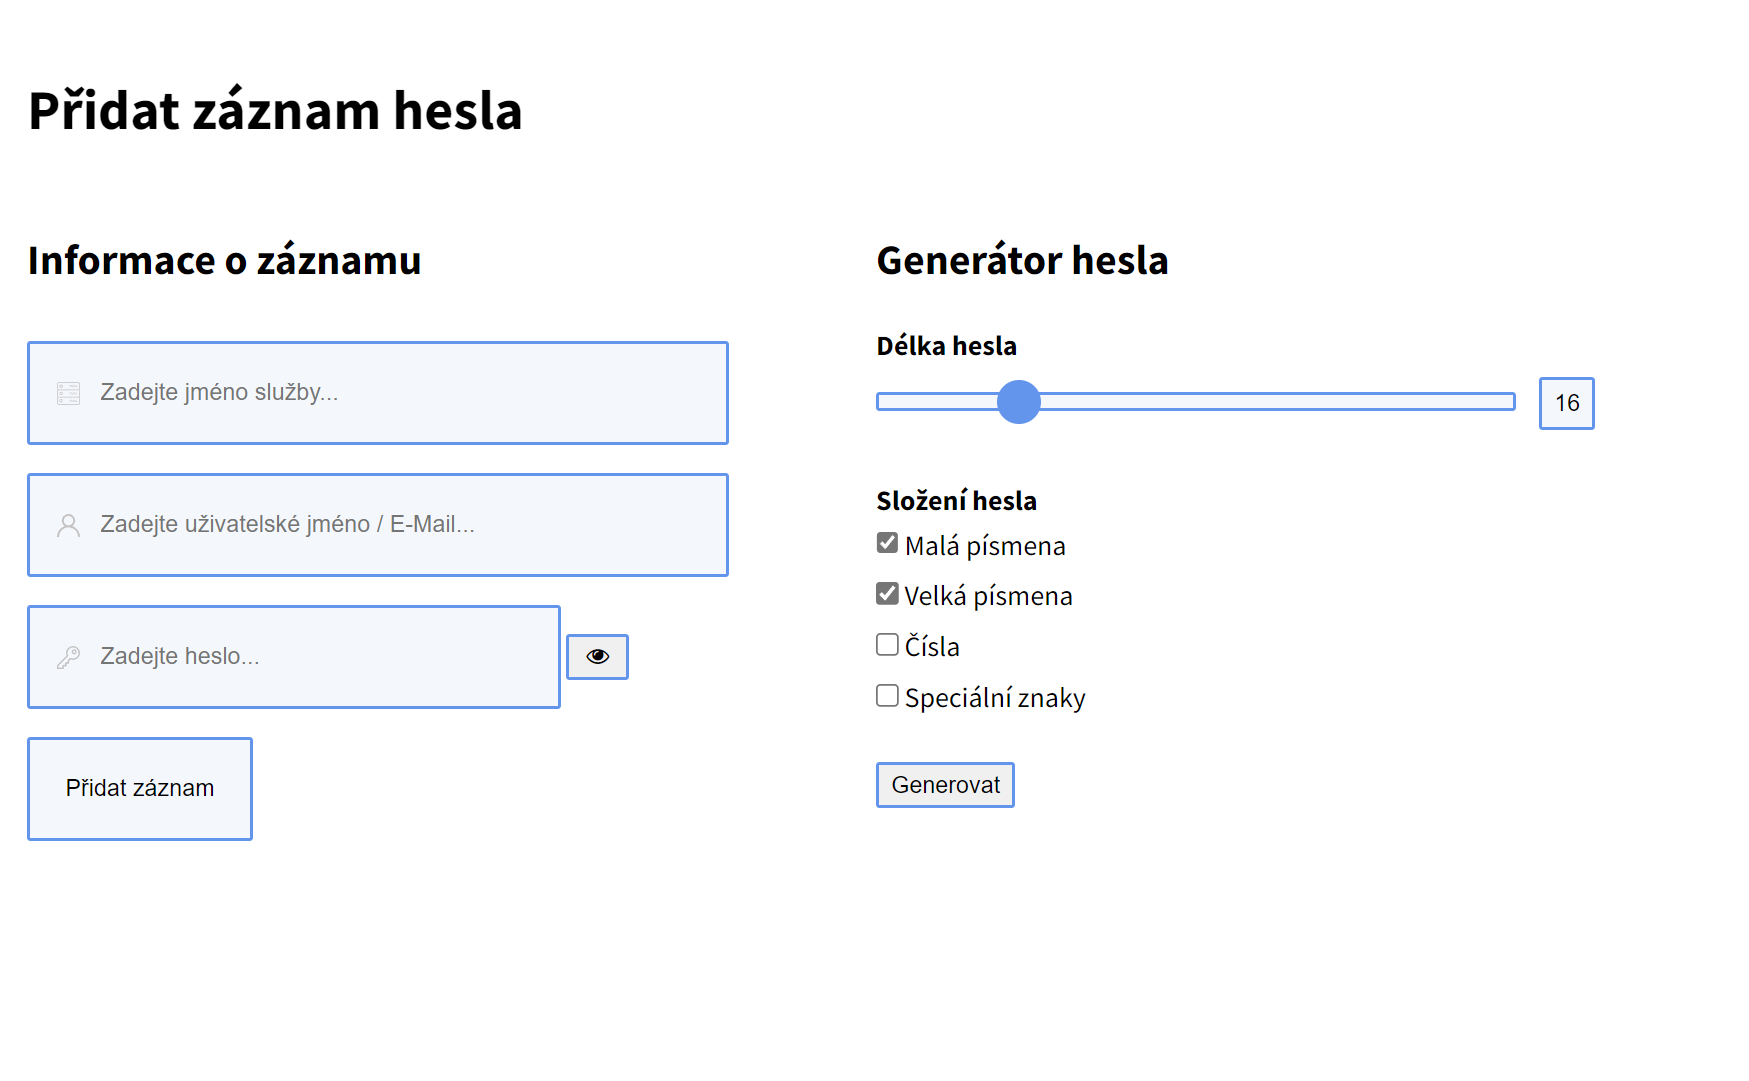 Přidat záznam hesla
Informace o záznamu
Zadejte jméno služby...
Zadejte uživatelské jméno / E-Mail...
Zadejte heslo...
Přidat záznam
Generátor hesla
Délka hesla
16
Složení hesla
Malá písmena
Velká písmena
Čísla
Speciální znaky
Generovat